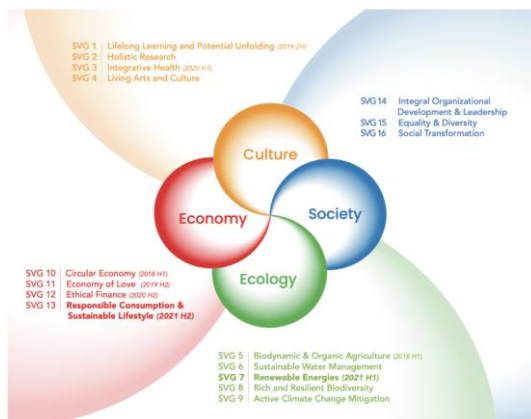 SVG 1 Lifelong Learning and Potential Unfolding (2019 2H)
SVG 2 Holistic Research
SVG 3 Integrative Health (2020 H1)
SVG 4 Living Arts and Culture
SVG 14 Integral Organizational
Development & Leadership
SVG 15 Equality & Diversity
SVG 16 Social Transformation
Culture
Economy
Society
Ecology
SVG 10 Circular Economy (2018 H1)
SVG 11 Economy of Love (2019 H2)
SVG 12 Ethical Finance (2020 H2)
SVG 13 Responsible Consumption &
Sustainable Lifestyle (2021 H2)
SVG 5 Biodynamic & Organic Agriculture (2018 H1)
SVG 6 Sustainable Water Management
SVG 7 Renewable Energies (2021 H1)
SVG 8 Rich and Resilient Biodiversity
SVG 9 Active Climate Change Mitigation